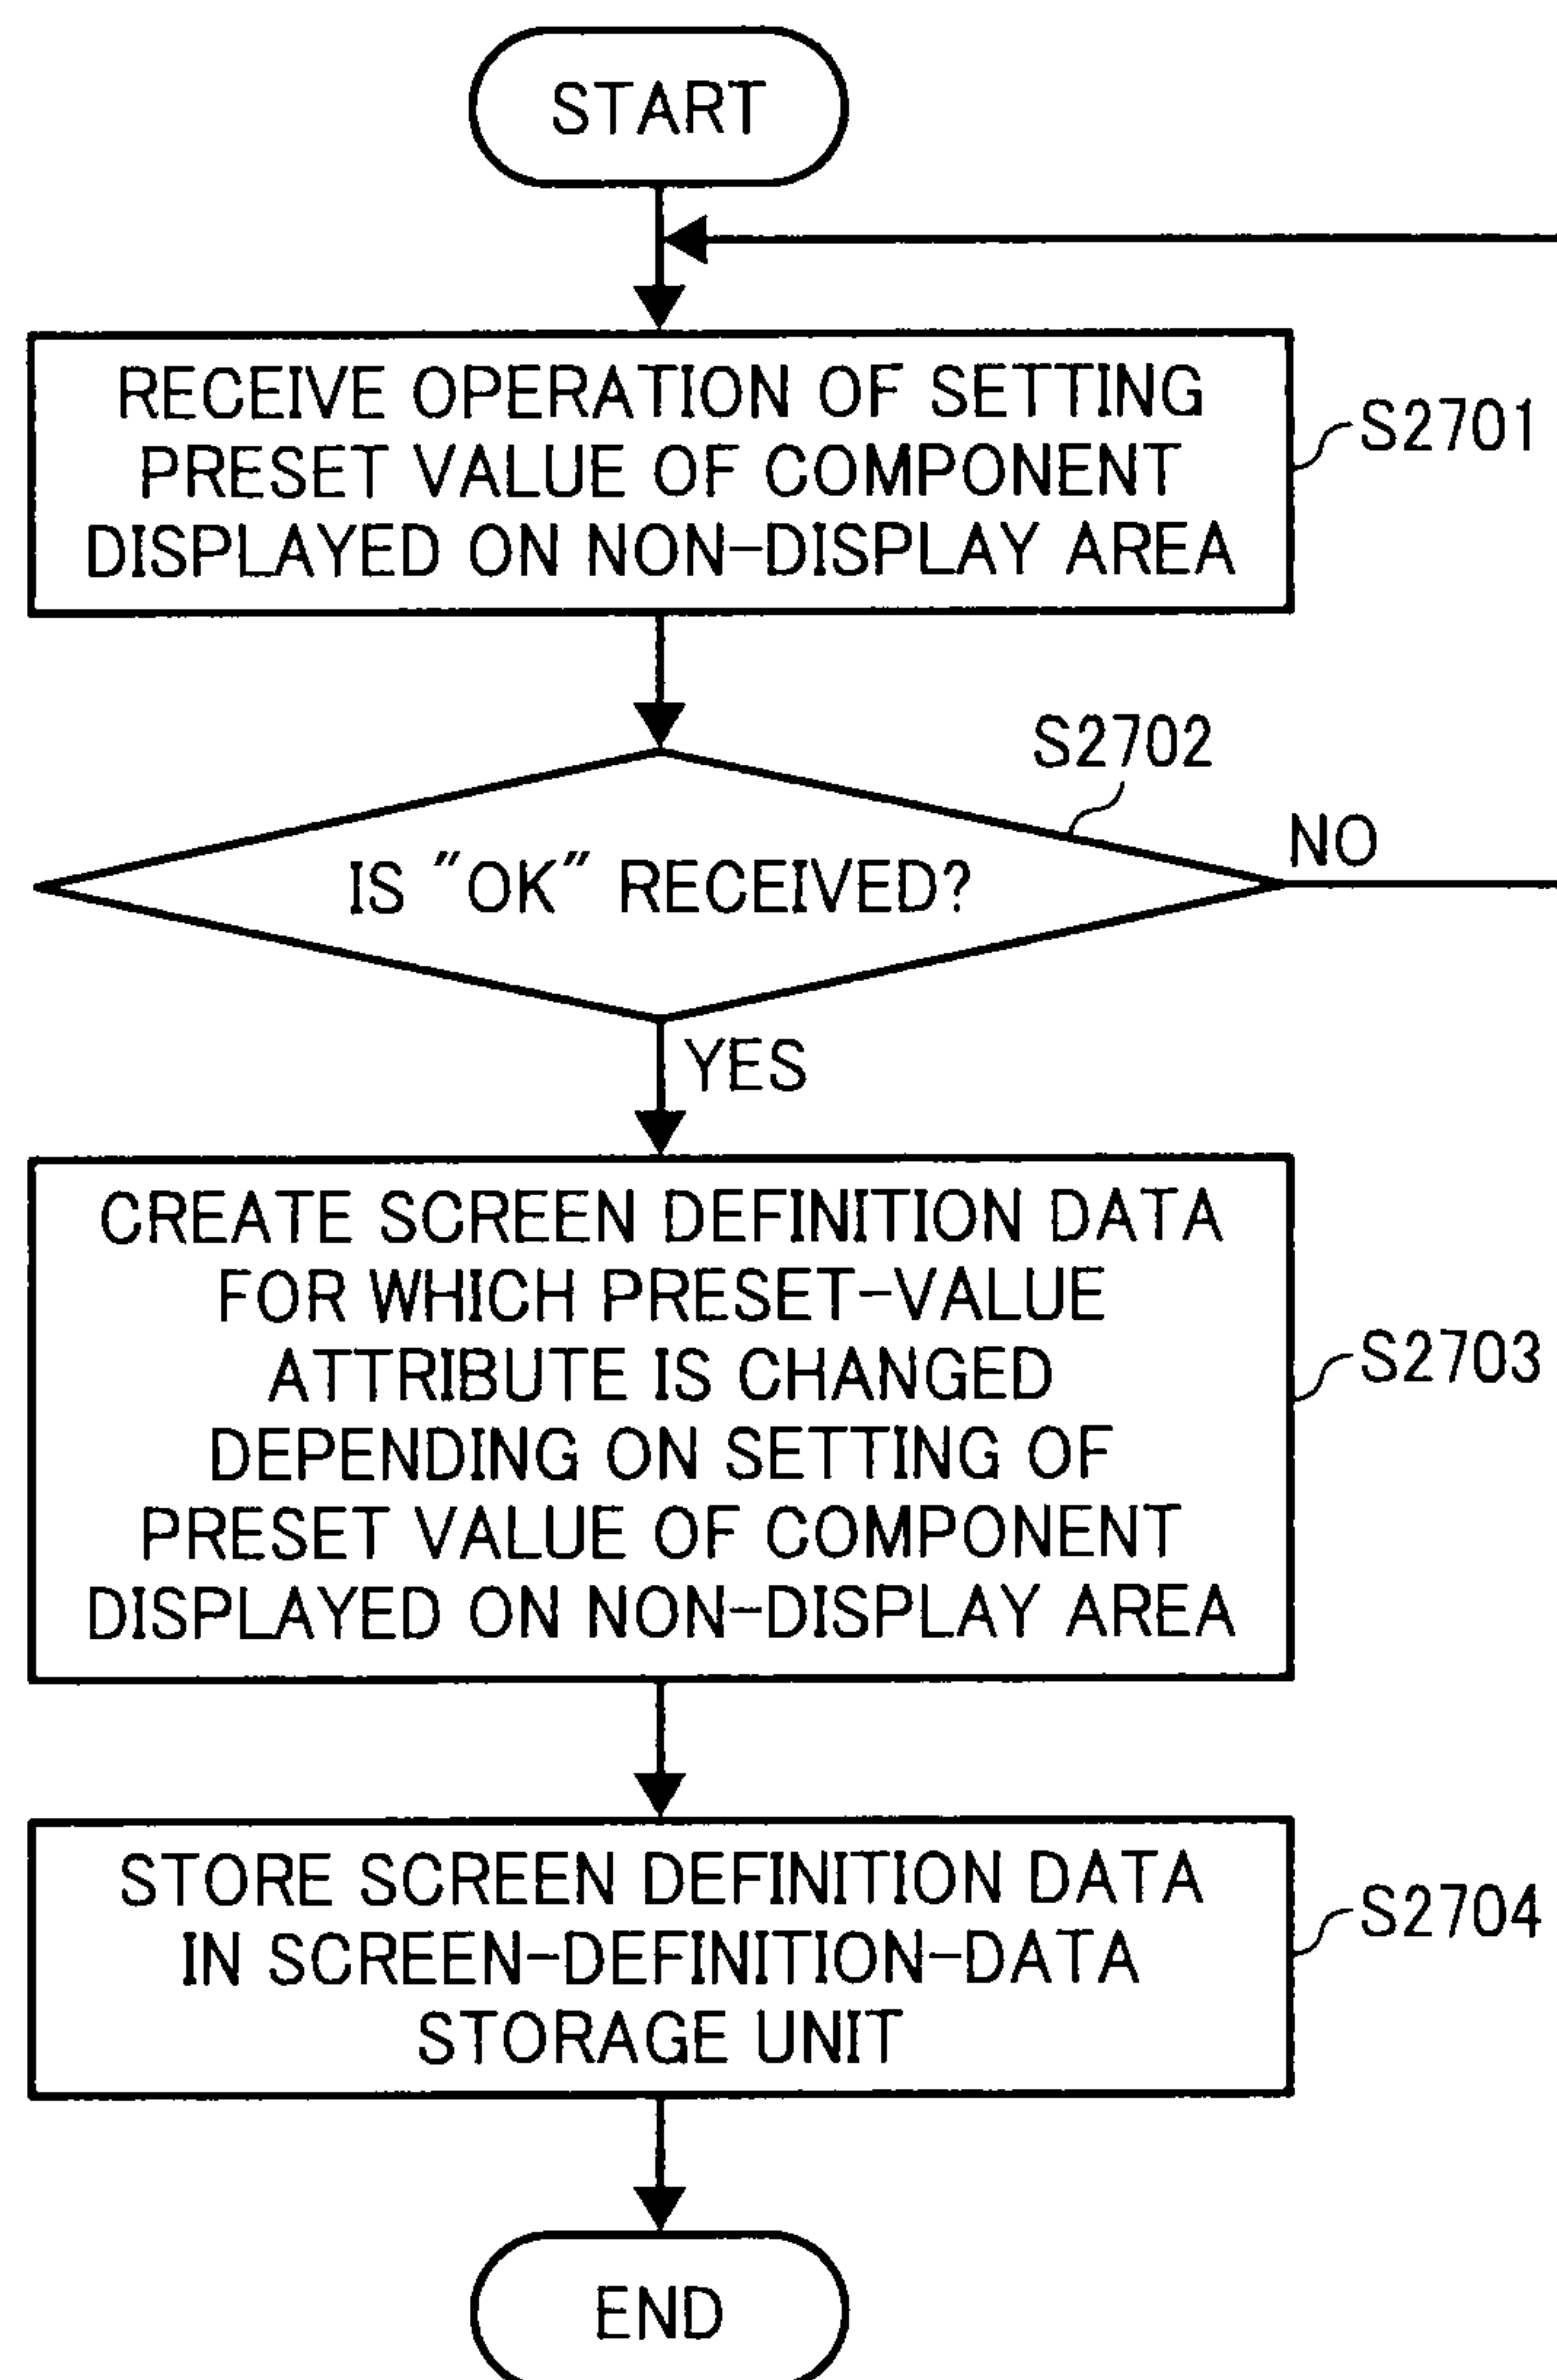 START
RECEIVE OPERATION OF SETTING
PRESET VALUE OF COMPONENT
DISPLAYED ON NON-DISPLAY AREA
S2701
S2702
IS "OK" RECEIVED?
NO
YES
CREATE SCREEN DEFINITION DATA
FOR WHICH PRESET-VALUE
ATTRIBUTE IS CHANGED
DEPENDING ON SETTING OF
PRESET VALUE OF COMPONENT
DISPLAYED ON NON-DISPLAY AREA
S2703
STORE SCREEN DEFINITION DATA
IN SCREEN-DEFINITION-DATA
STORAGE UNIT
S2704
END